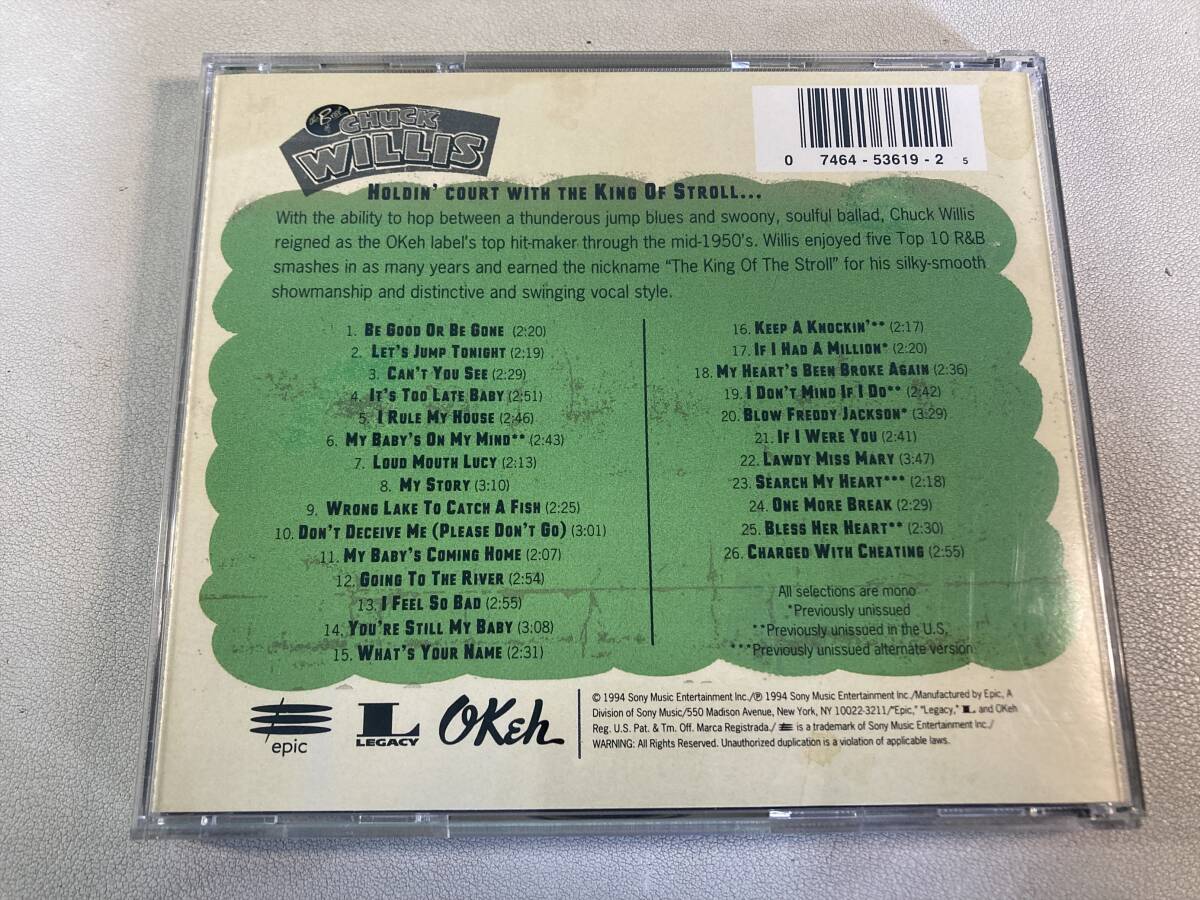 the Best of
CHUCK
WILLIS
0 7464-53619-2 5
HOLDIN' COURT WITH THE KING OF STROLL...
With the ability to hop between a thunderous jump blues and swoony, soulful ballad, Chuck Willis
reigned as the OKeh label's top hit-maker through the mid-1950's. Willis enjoyed five Top 10 R&B
smashes in as many years and earned the nickname "The King Of The Stroll" for his silky-smooth
showmanship and distinctive and swinging vocal style.
1. BE GOOD OR BE GONE (2:20)
2. LET'S JUMP TONIGHT (2:19)
3. CAN'T YOU SEE (2:29)
4. IT'S TOO LATE BABY (2:51)
5. I RULE MY HOUSE (2:46)
6. MY BABY'S ON MY MIND** (2:43)
7. LOUD MOUTH LUCY (2:13)
8. MY STORY (3:10)
9. WRONG LAKE TO CATCH A FISH (2:25)
10. DON'T DECEIVE ME (PLEASE DON'T GO) (3:01)
11. MY BABY'S COMING HOME (2:07)
12. GOING TO THE RIVER (2:54)
13. I FEEL SO BAD (2:55)
14. YOU'RE STILL MY BABY (3:08)
15. WHAT'S YOUR NAME (2:31)
16. KEEP A KNOCKIN'** (2:17)
17. IF I HAD A MILLION* (2:20)
18. MY HEART'S BEEN BROKE AGAIN (2:36)
19. I DON'T MIND IF I DO** (2:42)
20. BLOW FREDDY JACKSON* (3:29)
21. IF I WERE YOU (2:41)
22. LAWDY MISS MARY (3:47)
23. SEARCH MY HEART*** (2:18)
24. ONE MORE BREAK (2:29)
25. BLESS HER HEART** (2:30)
26. CHARGED WITH CHEATING (2:55)
All selections are mono
*Previously unissued
**Previously unissued in the U.S.
***Previously unissued alternate version
epic
L
LEGACY
OKeh
© 1994 Sony Music Entertainment Inc./℗ 1994 Sony Music Entertainment Inc./Manufactured by Epic, A
Division of Sony Music/550 Madison Avenue, New York, NY 10022-3211/"Epic," "Legacy," L and OKeh
Reg. U.S. Pat. & Tm. Off. Marca Registrada./ is a trademark of Sony Music Entertainment Inc./
WARNING: All Rights Reserved. Unauthorized duplication is a violation of applicable laws.